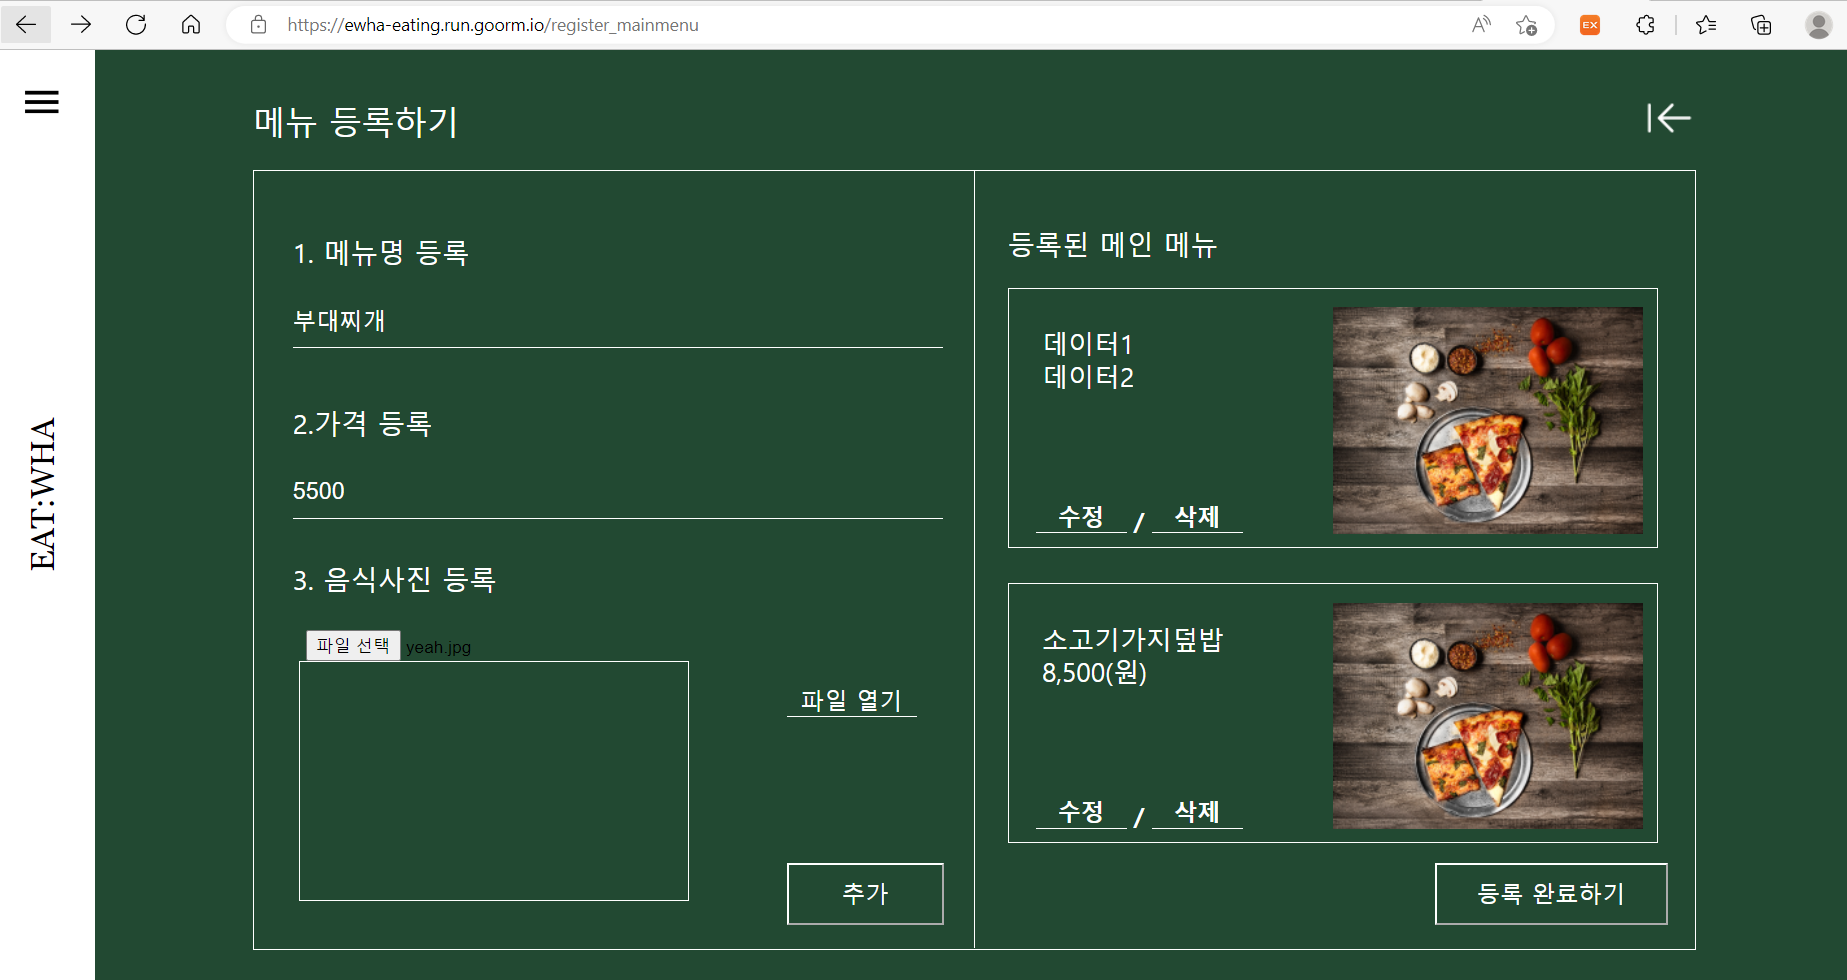 https://ewha-eating.run.goorm.io/register_mainmenu
EX
EAT:WHA
메뉴 등록하기
1. 메뉴명 등록
부대찌개
2.가격 등록
5500
3. 음식사진 등록
파일 선택 yeah.jpg
파일 열기
추가
등록된 메인 메뉴
데이터1
데이터2
수정 / 삭제
소고기가지덮밥
8,500(원)
수정 / 삭제
등록 완료하기